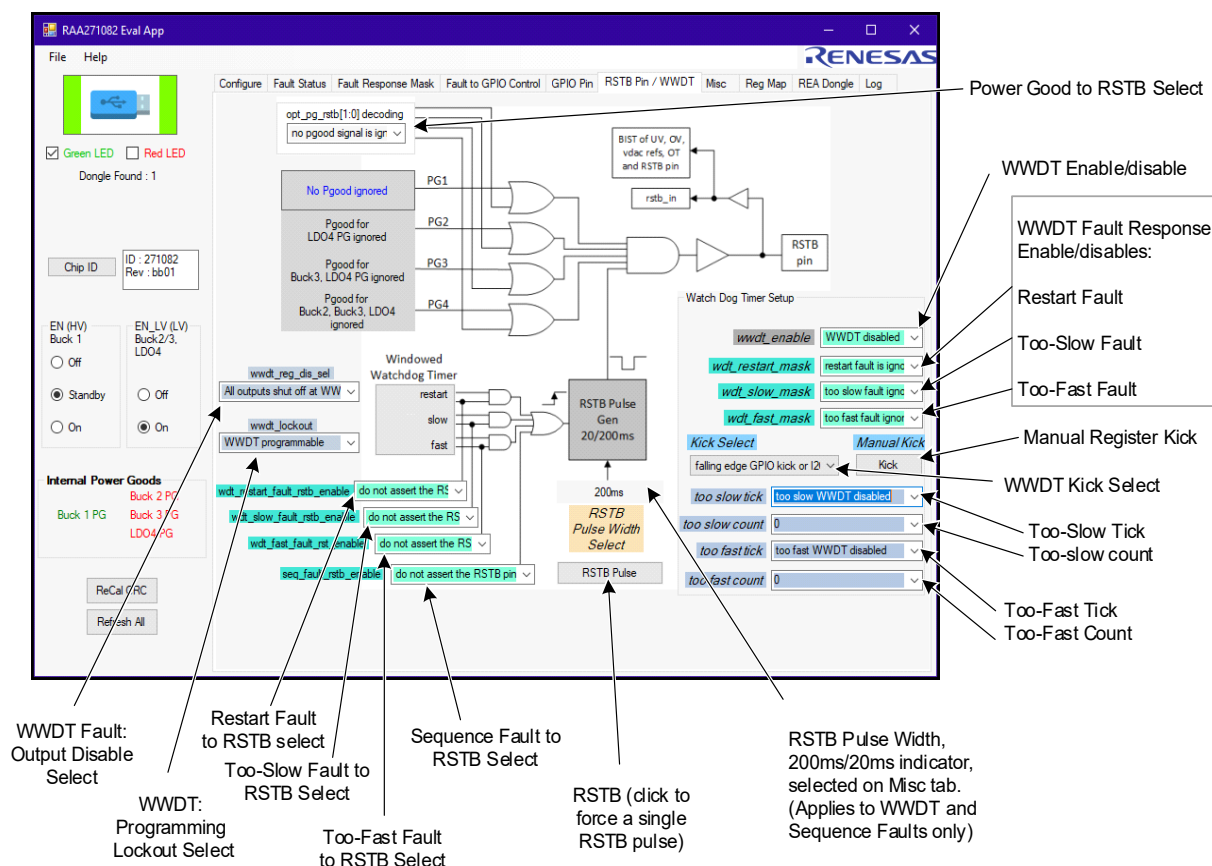 RAA271082 Eval App
File Help
RENESAS
Configure Fault Status Fault Response Mask Fault to GPIO Control GPIO Pin RSTB Pin / WWDT Misc Reg Map REA Dongle Log
Green LED Red LED
Dongle Found : 1
Chip ID
ID : 271082
Rev : bb01
EN (HV)
Buck 1
Off
Standby
On
EN_LV (LV)
Buck2/3,
LDO4
Off
On
Internal Power Goods
Buck 1 PG
Buck 2 PG
Buck 3 PG
LDO4 PG
ReCal CRC
Refresh All
opt_pg_rstb[1:0] decoding
no pgood signal is igr
No Pgood ignored
PG1
Pgood for
LDO4 PG ignored
PG2
Pgood for
Buck3, LDO4 PG ignored
PG3
Pgood for
Buck2, Buck3, LDO4
ignored
PG4
BIST of UV, OV,
vdac refs, OT
and RSTB pin
rstb_in
RSTB
pin
wwdt_reg_dis_sel
All outputs shut off at WW
wwdt_lockout
WWDT programmable
Windowed
Watchdog Timer
restart
slow
fast
RSTB Pulse
Gen
20/200ms
200ms
RSTB
Pulse Width
Select
RSTB Pulse
wdt_restart_fault_rstb_enable do not assert the RS
wdt_slow_fault_rstb_enable do not assert the RS
wdt_fast_fault_rst_enable do not assert the RS
seq_fault_rstb_enable do not assert the RSTB pin
Watch Dog Timer Setup
wwdt_enable WWDT disabled
wdt_restart_mask restart fault is ignc
wdt_slow_mask too slow fault ignc
wdt_fast_mask too fast fault ignor
Kick Select Manual Kick
falling edge GPIO kick or I2( Kick
too slow tick too slow WWDT disabled
too slow count 0
too fast tick too fast WWDT disabled
too fast count 0
Power Good to RSTB Select
WWDT Enable/disable
WWDT Fault Response
Enable/disables:
Restart Fault
Too-Slow Fault
Too-Fast Fault
Manual Register Kick
WWDT Kick Select
Too-Slow Tick
Too-slow count
Too-Fast Tick
Too-Fast Count
WWDT Fault:
Output Disable
Select
WWDT:
Programming
Lockout Select
Restart Fault
to RSTB select
Too-Slow Fault to
RSTB Select
Too-Fast Fault
to RSTB Select
Sequence Fault to
RSTB Select
RSTB (click to
force a single
RSTB pulse)
RSTB Pulse Width,
200ms/20ms indicator,
selected on Misc tab.
(Applies to WWDT and
Sequence Faults only)